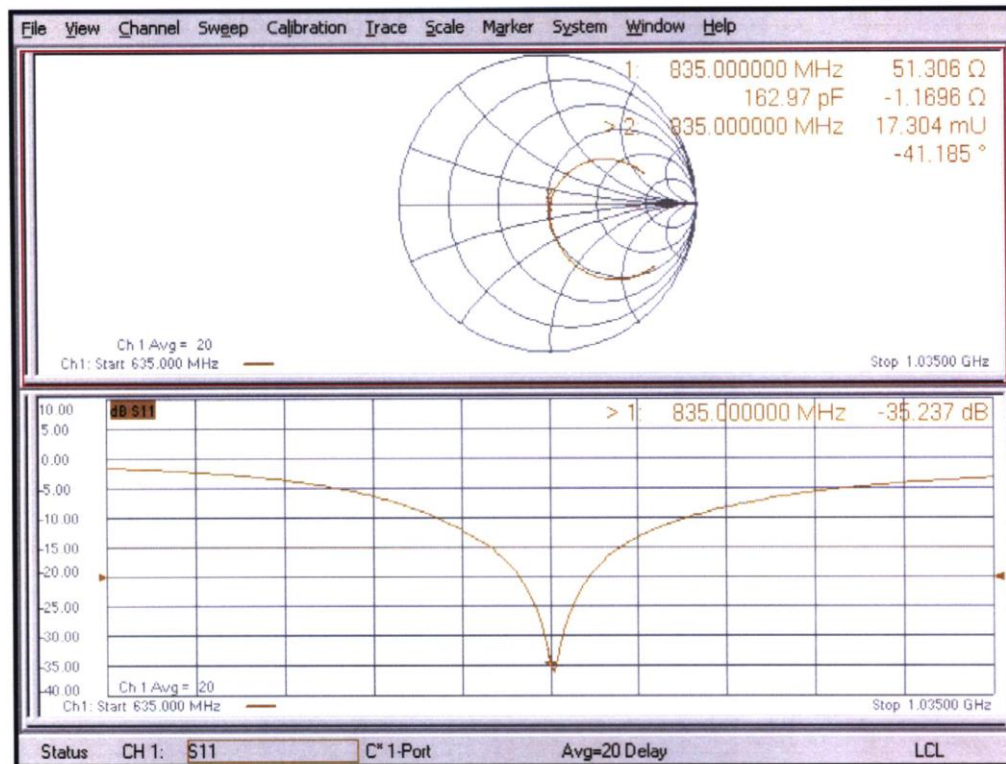 File View Channel Sweep Calibration Trace Scale Marker System Window Help
1: 835.000000 MHz 51.306 Ω
162.97 pF -1.1696 Ω
> 2: 835.000000 MHz 17.304 mU
-41.185 °
Ch 1 Avg = 20
Ch1: Start 635.000 MHz
Stop 1.03500 GHz
10.00
5.00
0.00
-5.00
-10.00
-15.00
-20.00
-25.00
-30.00
-35.00
-40.00
dB S11
> 1: 835.000000 MHz -35.237 dB
Ch 1 Avg = 20
Ch1: Start 635.000 MHz
Stop 1.03500 GHz
Status CH 1: S11 C* 1-Port Avg=20 Delay LCL